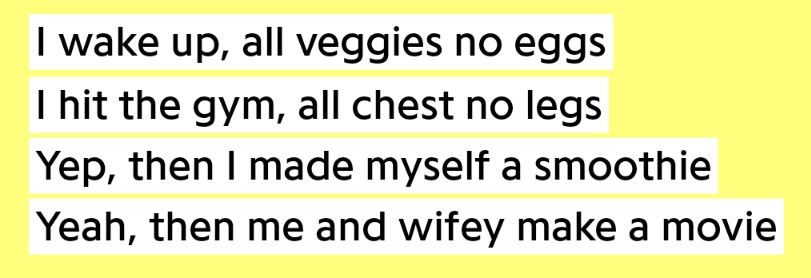 I wake up, all veggies no eggs
I hit the gym, all chest no legs
Yep, then I made myself a smoothie
Yeah, then me and wifey make a movie